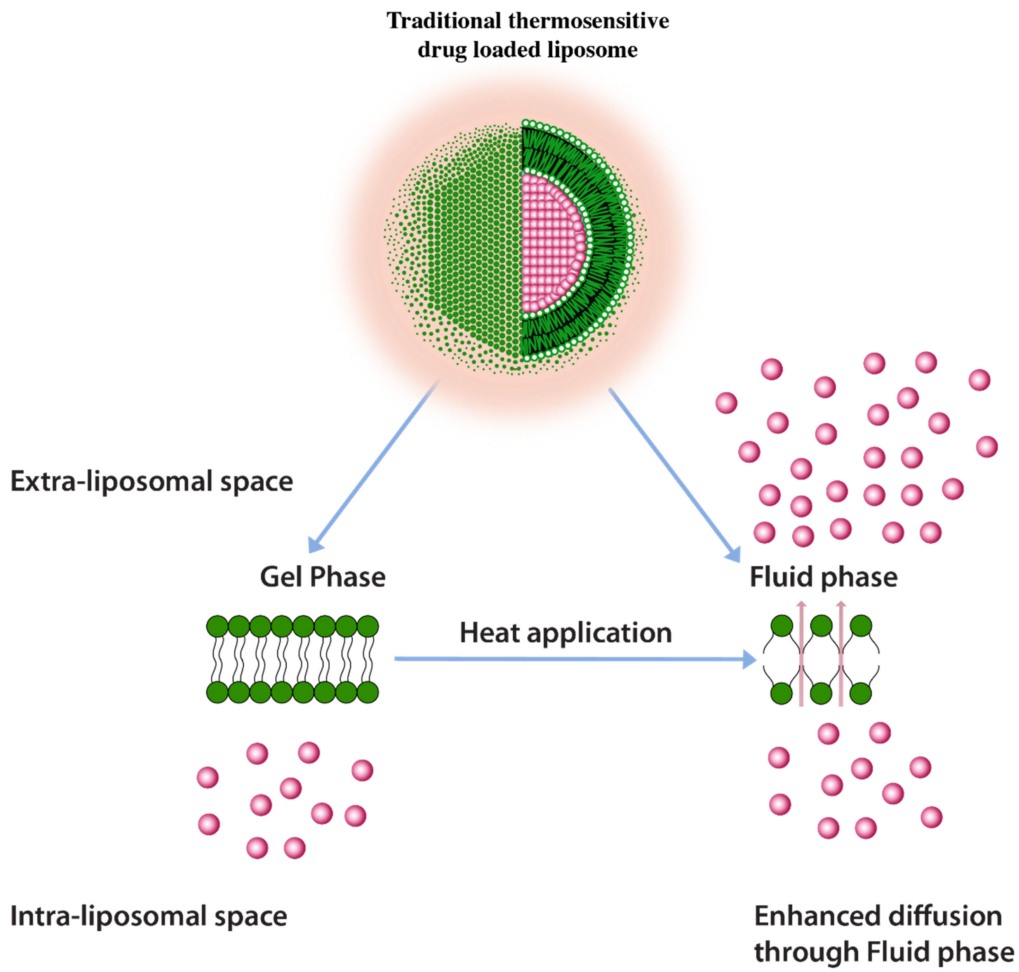 Traditional thermosensitive
drug loaded liposome
Extra-liposomal space
Gel Phase
Fluid phase
Heat application
Intra-liposomal space
Enhanced diffusion
through Fluid phase